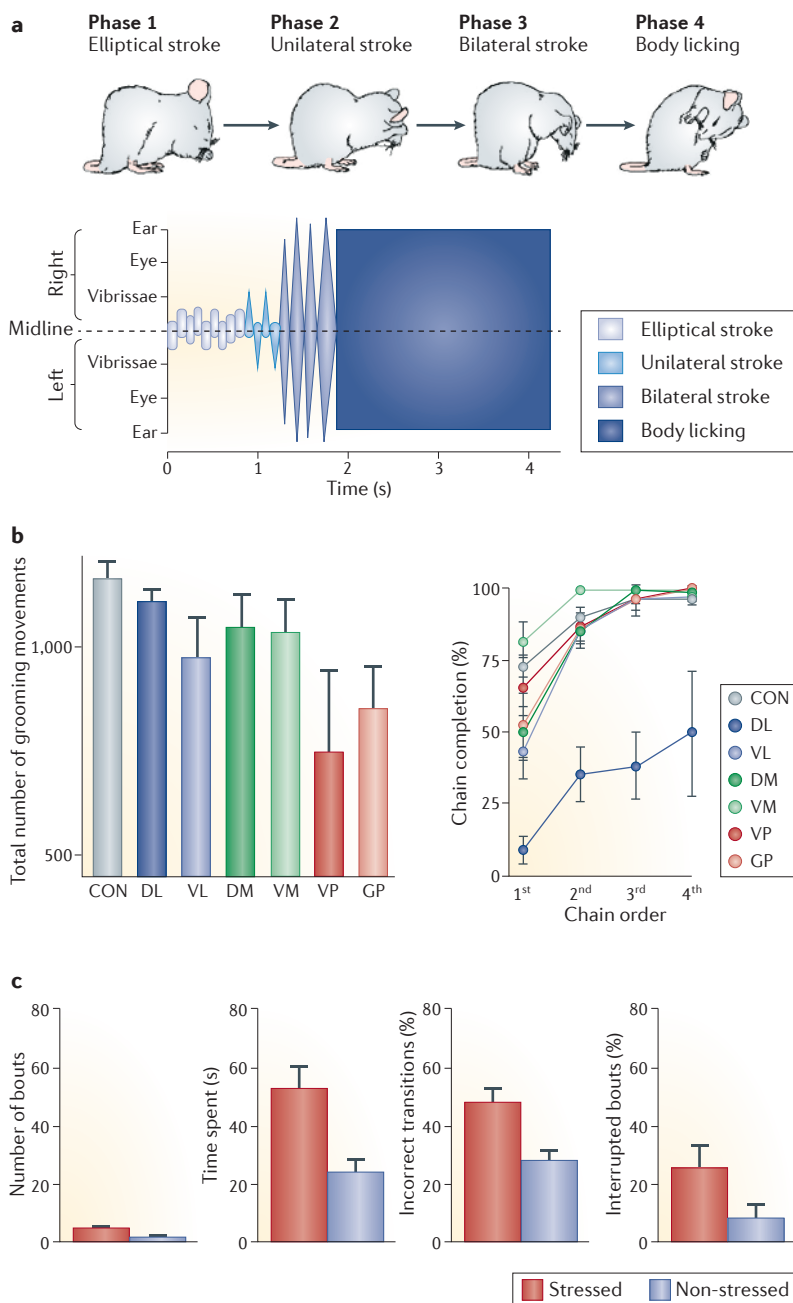 a
Phase 1
Elliptical stroke
Phase 2
Unilateral stroke
Phase 3
Bilateral stroke
Phase 4
Body licking
Right
Ear
Eye
Vibrissae
Midline
Left
Vibrissae
Eye
Ear
0 1 2 3 4
Time (s)
Elliptical stroke
Unilateral stroke
Bilateral stroke
Body licking
b
Total number of grooming movements
1,000
500
CON DL VL DM VM VP GP
Chain completion (%)
100
75
50
25
0
1st 2nd 3rd 4th
Chain order
CON
DL
VL
DM
VM
VP
GP
c
Number of bouts
80
60
40
20
0
Time spent (s)
80
60
40
20
0
Incorrect transitions (%)
80
60
40
20
0
Interrupted bouts (%)
80
60
40
20
0
Stressed Non-stressed